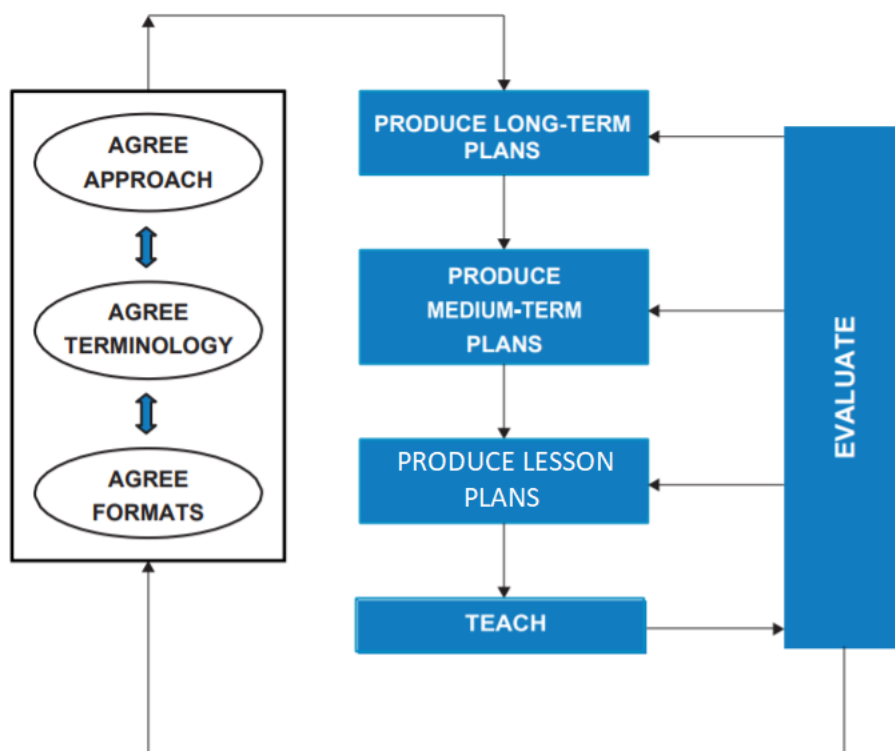 AGREE
APPROACH
AGREE
TERMINOLOGY
AGREE
FORMATS
PRODUCE LONG-TERM
PLANS
PRODUCE
MEDIUM-TERM
PLANS
PRODUCE LESSON
PLANS
TEACH
EVALUATE